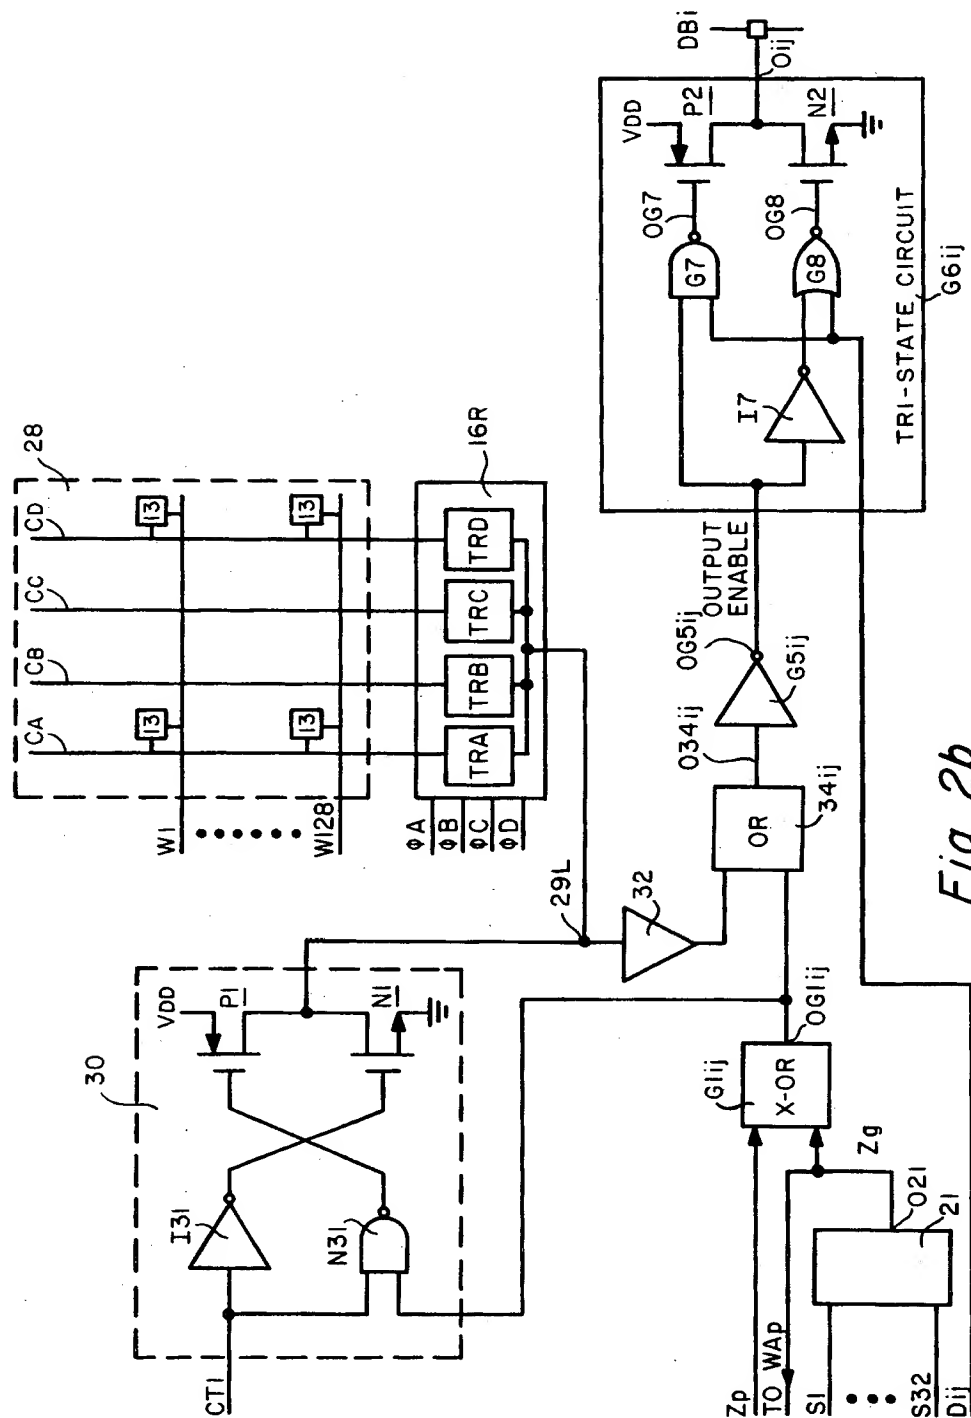 28
CA
CB
CC
CD
13
13
W1
13
13
W128
16R
ΦA
ΦB
ΦC
ΦD
TRA
TRB
TRC
TRD
30
VDD
P1
I31
N1
N31
CT1
29L
32
OR
34ij
O34ij
G1ij
X-OR
OG1ij
Zp
TO WAp
Zg
S1
S32
O21
21
Dij
OG5ij
G5ij
OUTPUT
ENABLE
VDD
P2
OG7
G7
OG8
G8
N2
I7
TRI-STATE CIRCUIT
G6ij
DBi
Oij
Fig. 2b